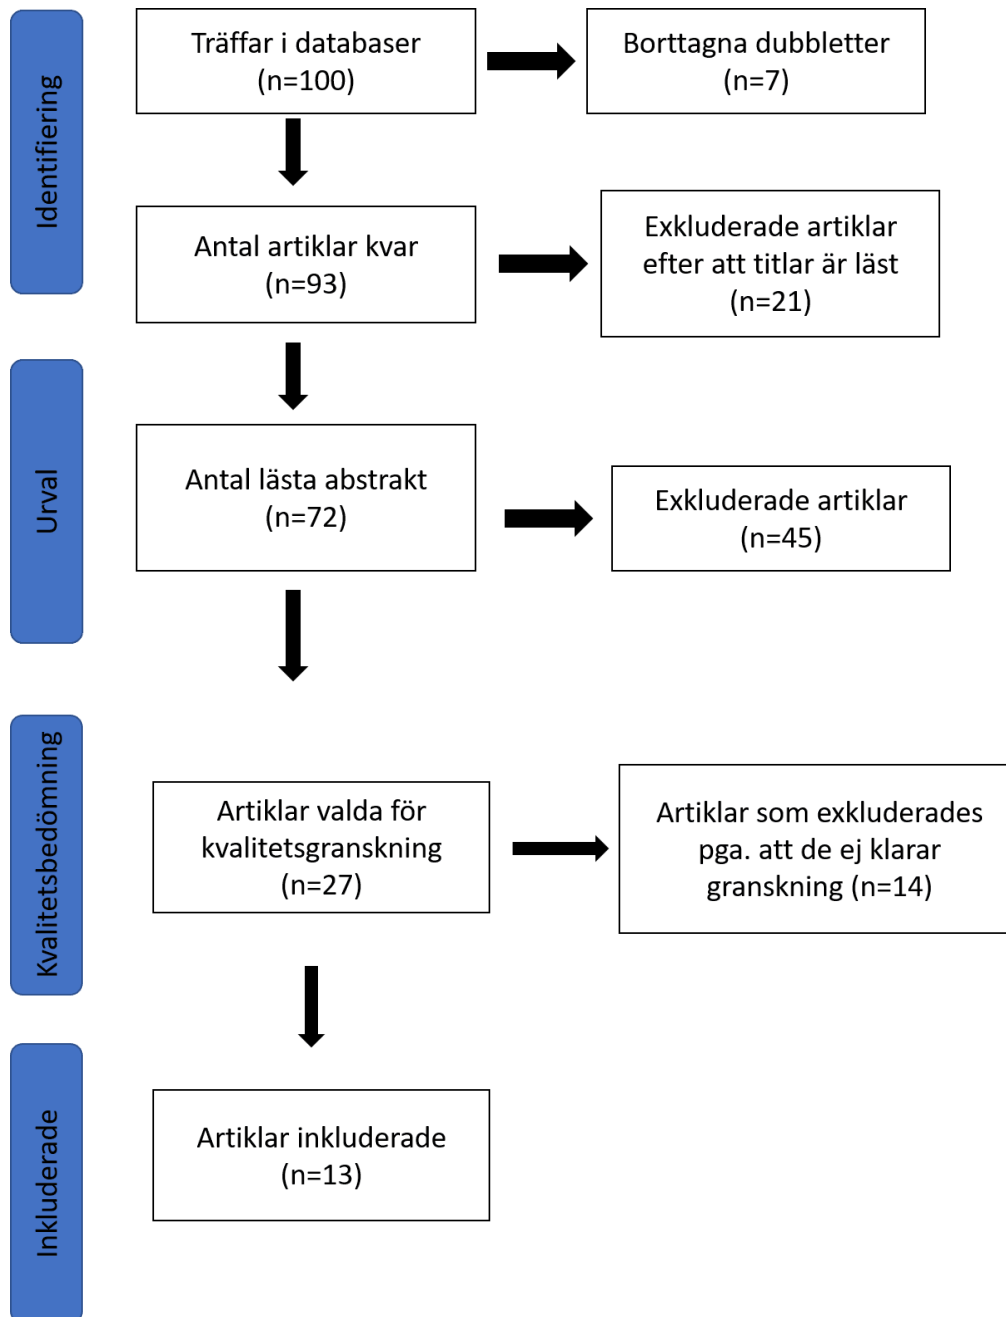 Identifiering
Träffar i databaser
(n=100)
Borttagna dubbletter
(n=7)
Antal artiklar kvar
(n=93)
Exkluderade artiklar
efter att titlar är läst
(n=21)
Urval
Antal lästa abstrakt
(n=72)
Exkluderade artiklar
(n=45)
Kvalitetsbedömning
Artiklar valda för
kvalitetsgranskning
(n=27)
Artiklar som exkluderades
pga. att de ej klarar
granskning (n=14)
Inkluderade
Artiklar inkluderade
(n=13)